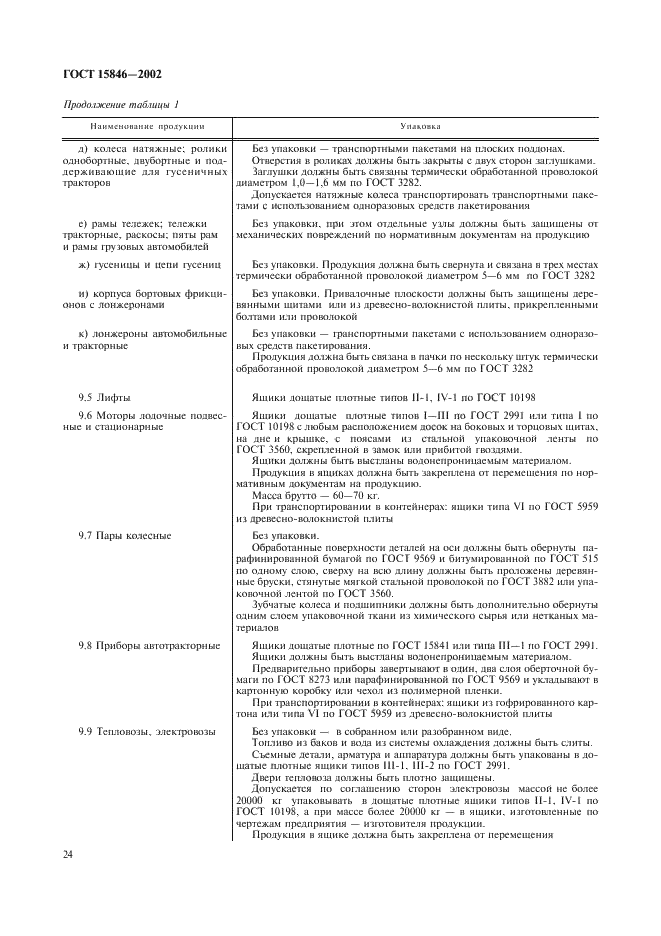 ГОСТ 15846—2002
Продолжение таблицы 1
Наименование продукции
Упаковка
д) колеса натяжные; ролики
однобортные, двубортные и под-
держивающие для гусеничных
тракторов
Без упаковки — транспортными пакетами на плоских поддонах.
Отверстия в роликах должны быть закрыты с двух сторон заглушками.
Заглушки должны быть связаны термически обработанной проволокой
диаметром 1,0—1,6 мм по ГОСТ 3282.
Допускается натяжные колеса транспортировать транспортными паке-
тами с использованием одноразовых средств пакетирования
е) рамы тележек; тележки
тракторные, раскосы; пяты рам
и рамы грузовых автомобилей
Без упаковки, при этом отдельные узлы должны быть защищены от
механических повреждений по нормативным документам на продукцию
ж) гусеницы и цепи гусениц
Без упаковки. Продукция должна быть свернута и связана в трех местах
термически обработанной проволокой диаметром 5—6 мм по ГОСТ 3282
и) корпуса бортовых фрикци-
онов с лонжеронами
Без упаковки. Привалочные плоскости должны быть защищены дере-
вянными щитами или из древесно-волокнистой плиты, прикрепленными
болтами или проволокой
к) лонжероны автомобильные
и тракторные
Без упаковки — транспортными пакетами с использованием одноразо-
вых средств пакетирования.
Продукция должна быть связана в пачки по нескольку штук термически
обработанной проволокой диаметром 5—6 мм по ГОСТ 3282
9.5 Лифты
Ящики дощатые плотные типов II-1, IV-1 по ГОСТ 10198
9.6 Моторы лодочные подвес-
ные и стационарные
Ящики дощатые плотные типов I—III по ГОСТ 2991 или типа I по
ГОСТ 10198 с любым расположением досок на боковых и торцовых щитах,
на дне и крышке, с поясами из стальной упаковочной ленты по
ГОСТ 3560, скрепленной в замок или прибитой гвоздями.
Ящики должны быть выстланы водонепроницаемым материалом.
Продукция в ящиках должна быть закреплена от перемещения по нор-
мативным документам на продукцию.
Масса брутто — 60—70 кг.
При транспортировании в контейнерах: ящики типа VI по ГОСТ 5959
из древесно-волокнистой плиты
9.7 Пары колесные
Без упаковки.
Обработанные поверхности деталей на оси должны быть обернуты па-
рафинированной бумагой по ГОСТ 9569 и битумированной по ГОСТ 515
по одному слою, сверху на всю длину должны быть проложены деревян-
ные бруски, стянутые мягкой стальной проволокой по ГОСТ 3882 или упа-
ковочной лентой по ГОСТ 3560.
Зубчатые колеса и подшипники должны быть дополнительно обернуты
одним слоем упаковочной ткани из химического сырья или нетканых ма-
териалов
9.8 Приборы автотракторные
Ящики дощатые плотные по ГОСТ 15841 или типа III—1 по ГОСТ 2991.
Ящики должны быть выстланы водонепроницаемым материалом.
Предварительно приборы завертывают в один, два слоя оберточной бу-
маги по ГОСТ 8273 или парафинированной по ГОСТ 9569 и укладывают в
картонную коробку или чехол из полимерной пленки.
При транспортировании в контейнерах: ящики из гофрированного кар-
тона или типа VI по ГОСТ 5959 из древесно-волокнистой плиты
9.9 Тепловозы, электровозы
Без упаковки — в собранном или разобранном виде.
Топливо из баков и вода из системы охлаждения должны быть слиты.
Съемные детали, арматура и аппаратура должны быть упакованы в до-
щатые плотные ящики типов III-1, III-2 по ГОСТ 2991.
Двери тепловоза должны быть плотно защищены.
Допускается по соглашению сторон электровозы массой не более
20000 кг упаковывать в дощатые плотные ящики типов II-1, IV-1 по
ГОСТ 10198, а при массе более 20000 кг — в ящики, изготовленные по
чертежам предприятия — изготовителя продукции.
Продукция в ящике должна быть закреплена от перемещения
24